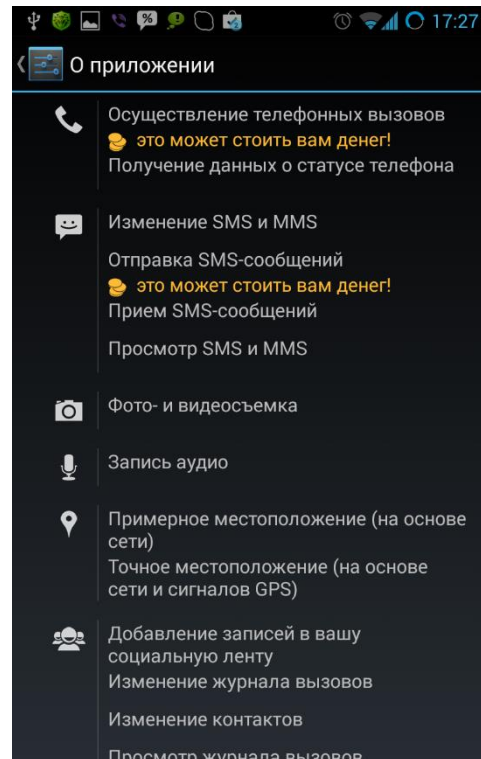 17:27
О приложении
Осуществление телефонных вызовов
это может стоить вам денег!
Получение данных о статусе телефона
Изменение SMS и MMS
Отправка SMS-сообщений
это может стоить вам денег!
Прием SMS-сообщений
Просмотр SMS и MMS
Фото- и видеосъемка
Запись аудио
Примерное местоположение (на основе
сети)
Точное местоположение (на основе
сети и сигналов GPS)
Добавление записей в вашу
социальную ленту
Изменение журнала вызовов
Изменение контактов
Просмотр журнала вызовов